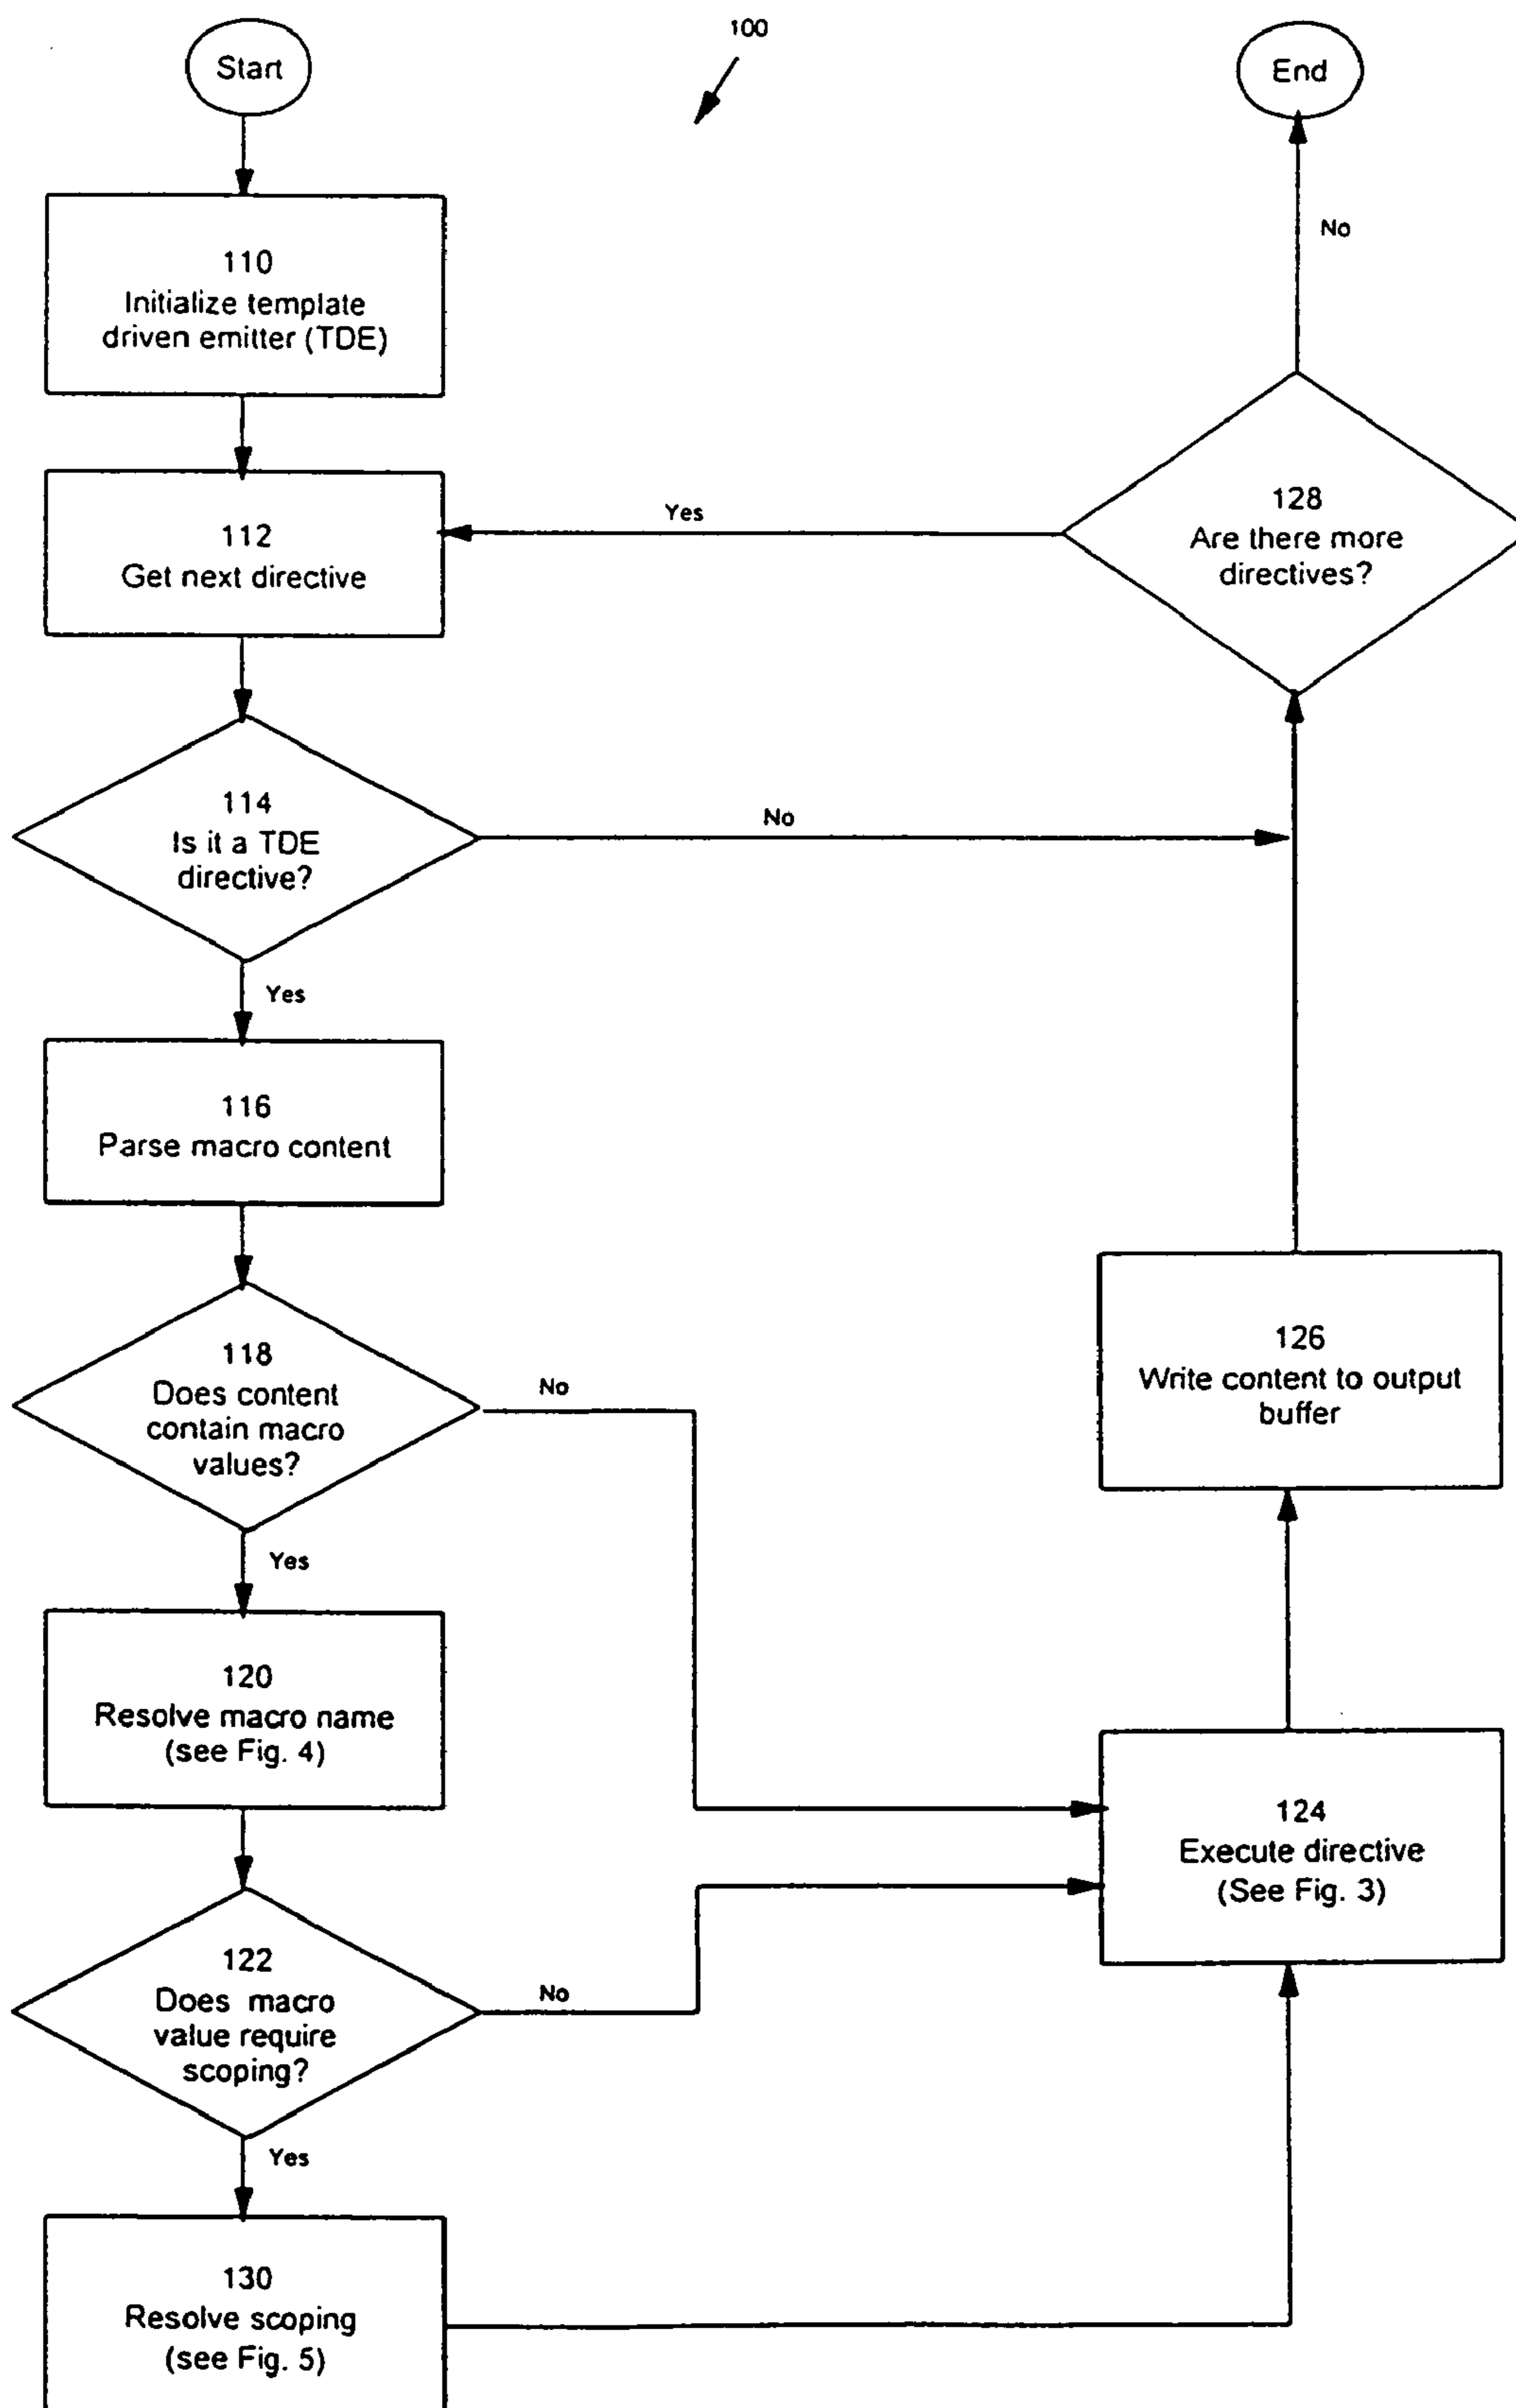 100
Start
110
Initialize template
driven emitter (TDE)
112
Get next directive
114
Is it a TDE
directive?
No
Yes
116
Parse macro content
118
Does content
contain macro
values?
No
Yes
120
Resolve macro name
(see Fig. 4)
122
Does macro
value require
scoping?
No
Yes
130
Resolve scoping
(see Fig. 5)
124
Execute directive
(See Fig. 3)
126
Write content to output
buffer
128
Are there more
directives?
Yes
No
End